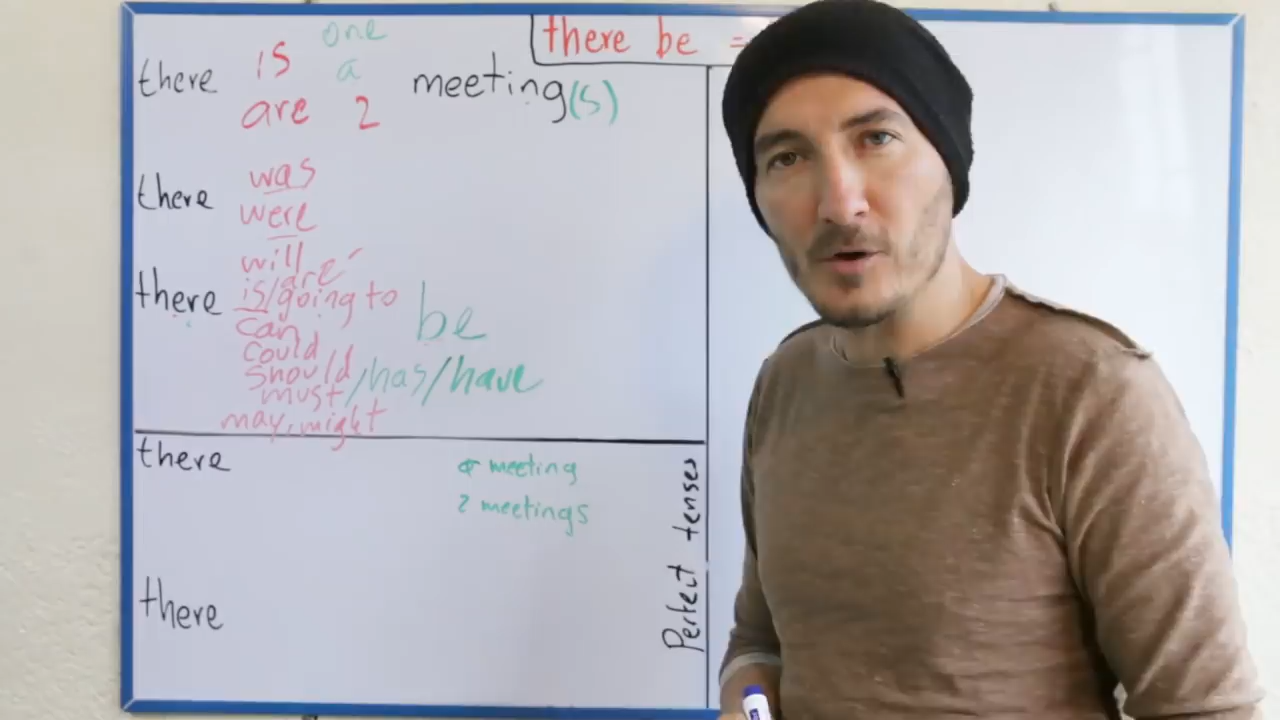 there be =
one
there is a meeting(s)
are 2
there was
were
will
are
there is/going to be
can
could
should/has/have
must
may, might
there a meeting
2 meetings
there
Perfect tenses